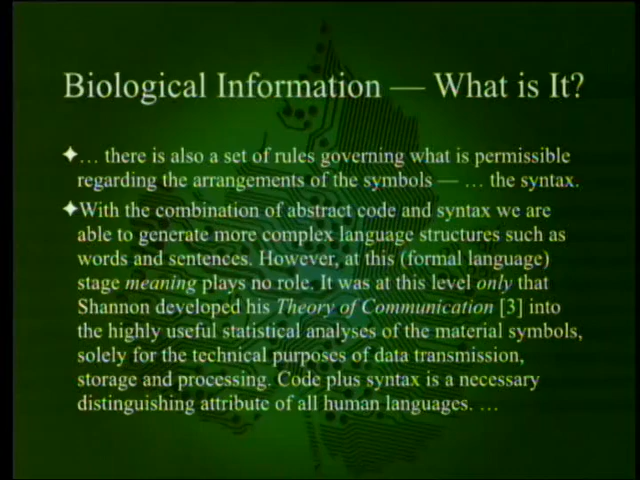 Biological Information — What is It?
✦… there is also a set of rules governing what is permissible
regarding the arrangements of the symbols — … the syntax.
✦With the combination of abstract code and syntax we are
able to generate more complex language structures such as
words and sentences. However, at this (formal language)
stage meaning plays no role. It was at this level only that
Shannon developed his Theory of Communication [3] into
the highly useful statistical analyses of the material symbols,
solely for the technical purposes of data transmission,
storage and processing. Code plus syntax is a necessary
distinguishing attribute of all human languages. …